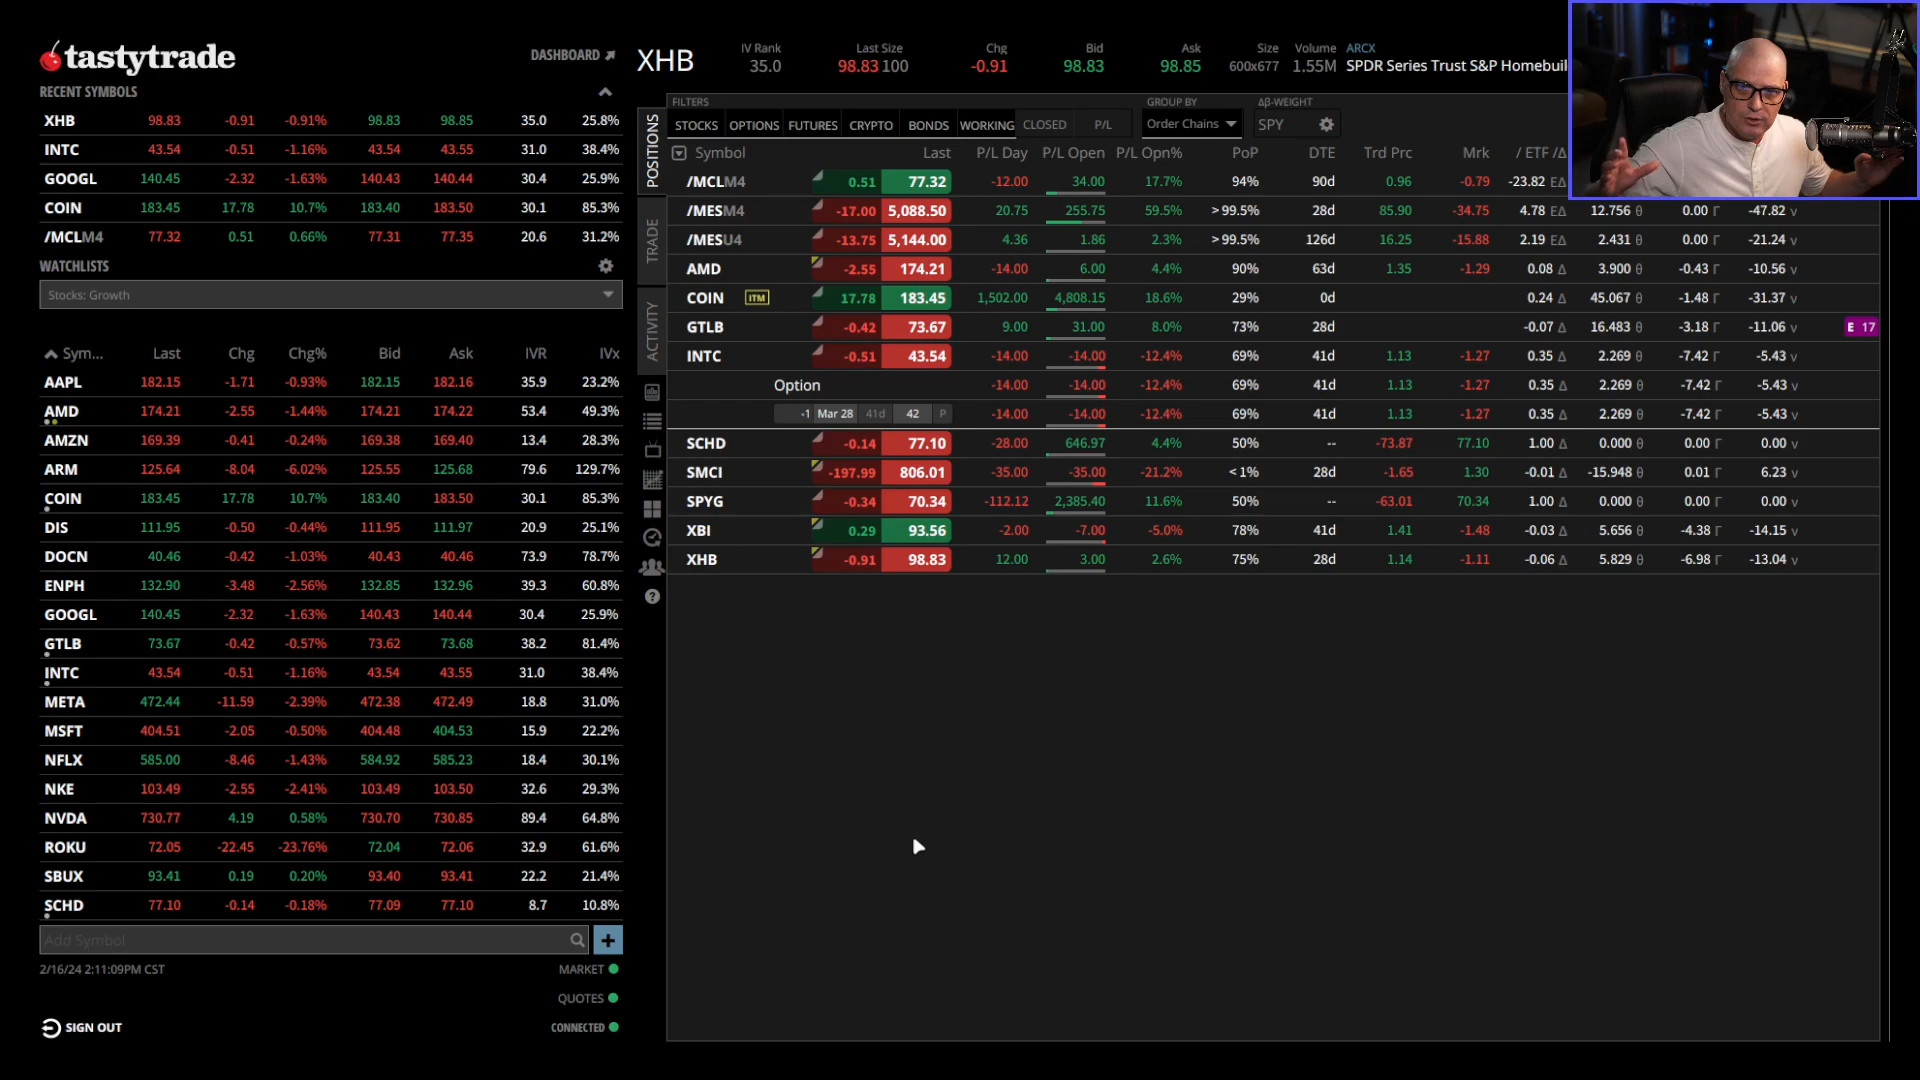 tastytrade
DASHBOARD
RECENT SYMBOLS
XHB 98.83 -0.91 -0.91% 98.83 98.85 35.0 25.8%
INTC 43.54 -0.51 -1.16% 43.54 43.55 31.0 38.4%
GOOGL 140.45 -2.32 -1.63% 140.43 140.44 30.4 25.9%
COIN 183.45 17.78 10.7% 183.40 183.50 30.1 85.3%
/MCLM4 77.32 0.51 0.66% 77.31 77.35 20.6 31.2%
WATCHLISTS
Stocks: Growth
Sym... Last Chg Chg% Bid Ask IVR IVx
AAPL 182.15 -1.71 -0.93% 182.15 182.16 35.9 23.2%
AMD 174.21 -2.55 -1.44% 174.21 174.22 53.4 49.3%
AMZN 169.39 -0.41 -0.24% 169.38 169.40 13.4 28.3%
ARM 125.64 -8.04 -6.02% 125.55 125.68 79.6 129.7%
COIN 183.45 17.78 10.7% 183.40 183.50 30.1 85.3%
DIS 111.95 -0.50 -0.44% 111.95 111.97 20.9 25.1%
DOCN 40.46 -0.42 -1.03% 40.43 40.46 73.9 78.7%
ENPH 132.90 -3.48 -2.56% 132.85 132.96 39.3 60.8%
GOOGL 140.45 -2.32 -1.63% 140.43 140.44 30.4 25.9%
GTLB 73.67 -0.42 -0.57% 73.62 73.68 38.2 81.4%
INTC 43.54 -0.51 -1.16% 43.54 43.55 31.0 38.4%
META 472.44 -11.59 -2.39% 472.38 472.49 18.8 31.0%
MSFT 404.51 -2.05 -0.50% 404.48 404.53 15.9 22.2%
NFLX 585.00 -8.46 -1.43% 584.92 585.23 18.4 30.1%
NKE 103.49 -2.55 -2.41% 103.49 103.50 32.6 29.3%
NVDA 730.77 4.19 0.58% 730.70 730.85 89.4 64.8%
ROKU 72.05 -22.45 -23.76% 72.04 72.06 32.9 61.6%
SBUX 93.41 0.19 0.20% 93.40 93.41 22.2 21.4%
SCHD 77.10 -0.14 -0.18% 77.09 77.10 8.7 10.8%
Add Symbol
2/16/24 2:11:09PM CST
MARKET
QUOTES
SIGN OUT
CONNECTED
XHB
IV Rank Last Size Chg Bid Ask Size Volume ARCX
35.0 98.83 100 -0.91 98.83 98.85 600x677 1.55M SPDR Series Trust S&P Homebuil
POSITIONS
TRADE
ACTIVITY
FILTERS GROUP BY Δβ-WEIGHT
STOCKS OPTIONS FUTURES CRYPTO BONDS WORKING CLOSED P/L Order Chains SPY
Symbol Last P/L Day P/L Open P/L Opn% PoP DTE Trd Prc Mrk / ETF /Δ
/MCLM4 0.51 77.32 -12.00 34.00 17.7% 94% 90d 0.96 -0.79 -23.82 EΔ
/MESM4 -17.00 5,088.50 20.75 255.75 59.5% >99.5% 28d 85.90 -34.75 4.78 EΔ 12.756 θ 0.00 Γ -47.82 v
/MESU4 -13.75 5,144.00 4.36 1.86 2.3% >99.5% 126d 16.25 -15.88 2.19 EΔ 2.431 θ 0.00 Γ -21.24 v
AMD -2.55 174.21 -14.00 6.00 4.4% 90% 63d 1.35 -1.29 0.08 Δ 3.900 θ -0.43 Γ -10.56 v
COIN ITM 17.78 183.45 1,502.00 4,808.15 18.6% 29% 0d 0.24 Δ 45.067 θ -1.48 Γ -31.37 v
GTLB -0.42 73.67 9.00 31.00 8.0% 73% 28d -0.07 Δ 16.483 θ -3.18 Γ -11.06 v E 17
INTC -0.51 43.54 -14.00 -14.00 -12.4% 69% 41d 1.13 -1.27 0.35 Δ 2.269 θ -7.42 Γ -5.43 v
Option -14.00 -14.00 -12.4% 69% 41d 1.13 -1.27 0.35 Δ 2.269 θ -7.42 Γ -5.43 v
-1 Mar 28 41d 42 P -14.00 -14.00 -12.4% 69% 41d 1.13 -1.27 0.35 Δ 2.269 θ -7.42 Γ -5.43 v
SCHD -0.14 77.10 -28.00 646.97 4.4% 50% -- -73.87 77.10 1.00 Δ 0.000 θ 0.00 Γ 0.00 v
SMCI -197.99 806.01 -35.00 -35.00 -21.2% <1% 28d -1.65 1.30 -0.01 Δ -15.948 θ 0.01 Γ 6.23 v
SPYG -0.34 70.34 -112.12 2,385.40 11.6% 50% -- -63.01 70.34 1.00 Δ 0.000 θ 0.00 Γ 0.00 v
XBI 0.29 93.56 -2.00 -7.00 -5.0% 78% 41d 1.41 -1.48 -0.03 Δ 5.656 θ -4.38 Γ -14.15 v
XHB -0.91 98.83 12.00 3.00 2.6% 75% 28d 1.14 -1.11 -0.06 Δ 5.829 θ -6.98 Γ -13.04 v